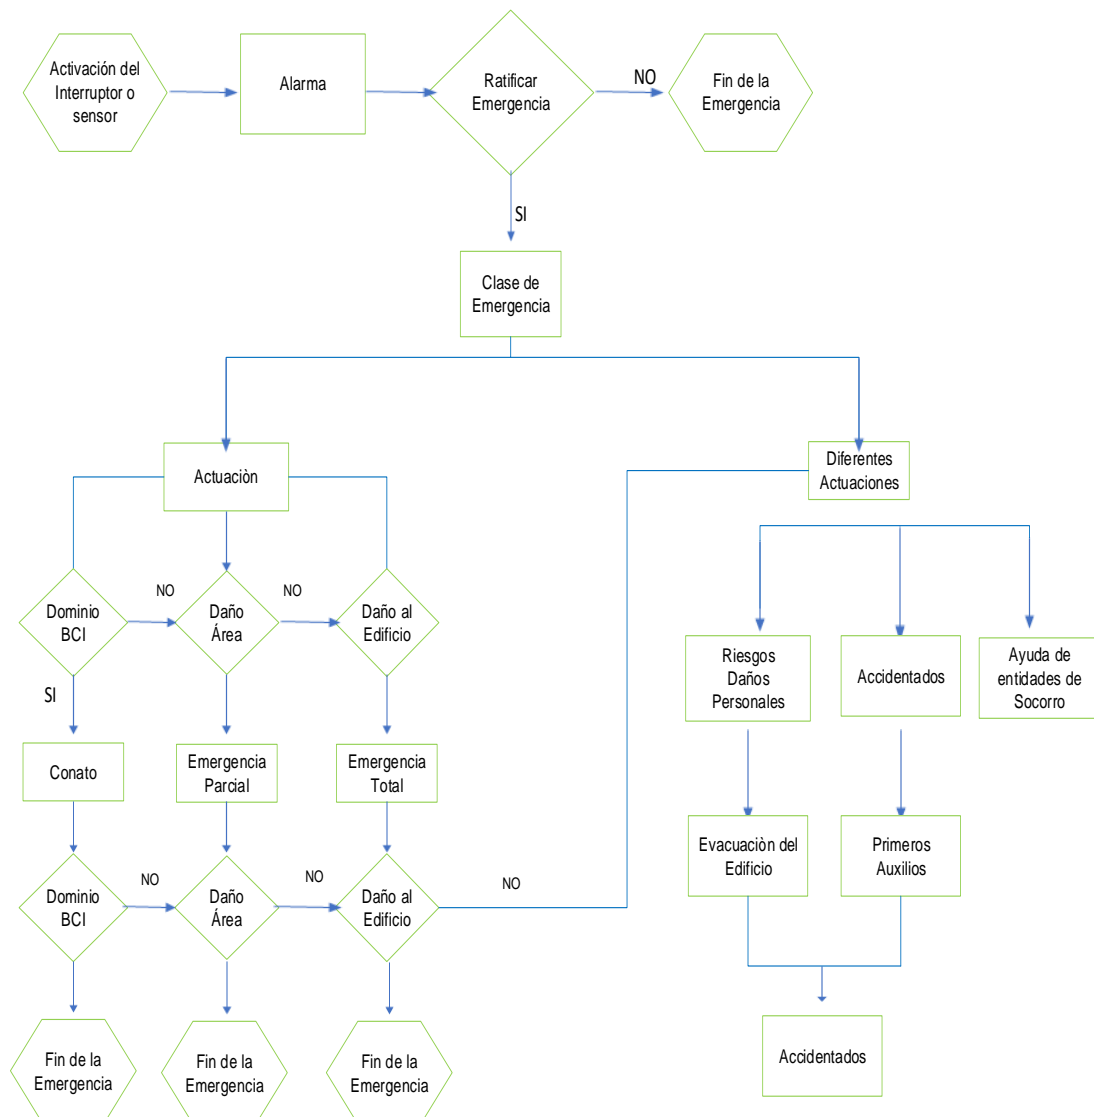 Activación del
Interruptor o
sensor
Alarma
Ratificar
Emergencia
NO
Fin de la
Emergencia
SI
Clase de
Emergencia
Actuaciòn
Diferentes
Actuaciones
Dominio
BCI
NO
Daño
Área
NO
Daño al
Edificio
SI
Riesgos
Daños
Personales
Accidentados
Ayuda de
entidades de
Socorro
Conato
Emergencia
Parcial
Emergencia
Total
Evacuaciòn del
Edificio
Primeros
Auxilios
Dominio
BCI
NO
Daño
Área
NO
Daño al
Edificio
NO
Fin de la
Emergencia
Fin de la
Emergencia
Fin de la
Emergencia
Accidentados